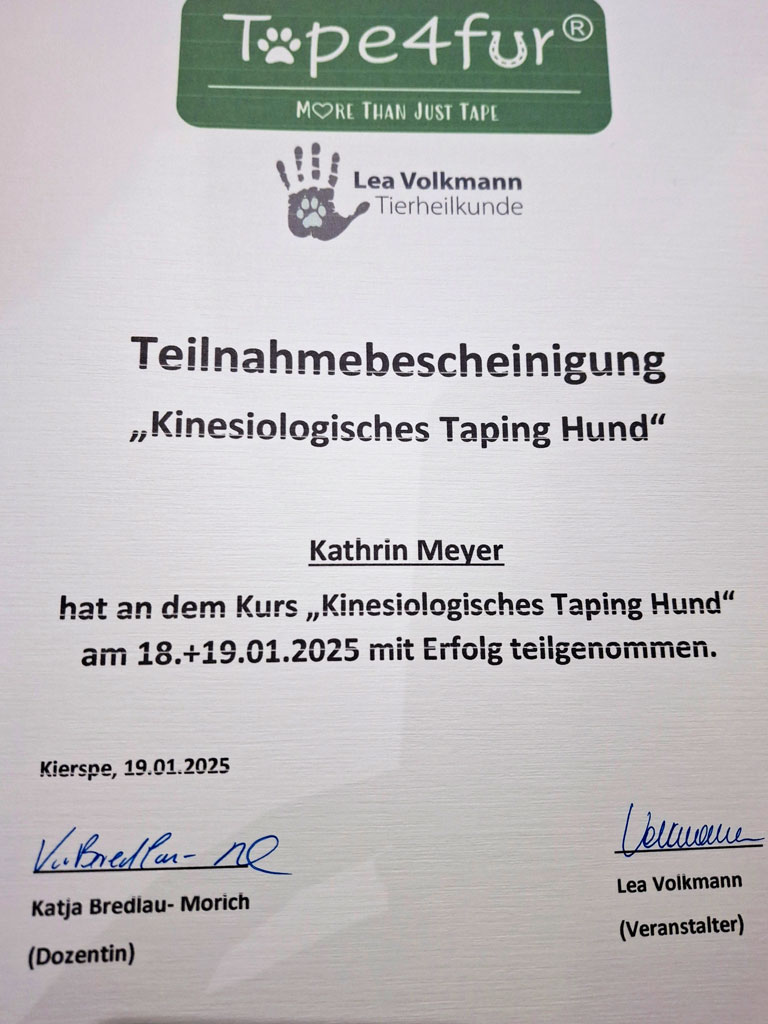 Tape4fur®
MORE THAN JUST TAPE
Lea Volkmann
Tierheilkunde
Teilnahmebescheinigung
„Kinesiologisches Taping Hund“
Kathrin Meyer
hat an dem Kurs „Kinesiologisches Taping Hund“
am 18.+19.01.2025 mit Erfolg teilgenommen.
Kierspe, 19.01.2025
Volkmann
Katja Bredlau- Morich
Lea Volkmann
(Dozentin)
(Veranstalter)